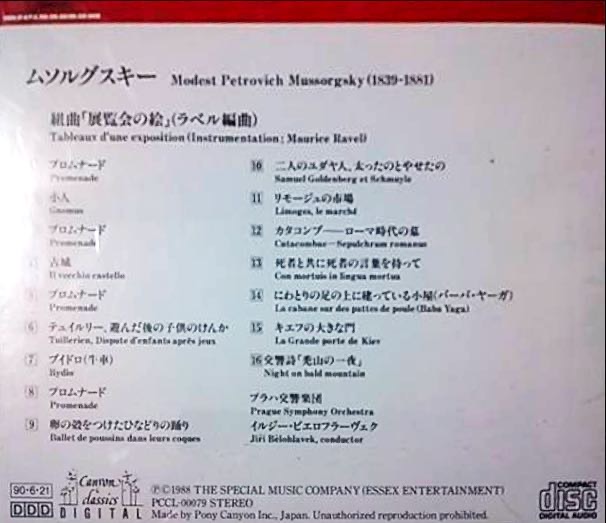 ムソルグスキー Modest Petrovich Mussorgsky (1839-1881)
組曲「展覧会の絵」(ラベル編曲)
Tableaux d'une exposition (Instrumentation; Maurice Ravel)
プロムナード
Promenade
小人
Gnomus
プロムナード
Promenade
古城
Il vecchio castello
プロムナード
Promenade
6 テュイルリー、遊んだ後の子供のけんか
Tuillerien, Dispute d'enfants après jeux
7 ブイドロ(牛車)
Bydlo
8 プロムナード
Promenade
9 卵の殻をつけたひなどりの踊り
Ballet de poussins dans leurs coques
10 二人のユダヤ人、太ったのとやせたの
Samuel Goldenberg et Schmuyle
11 リモージュの市場
Limoges, le marché
12 カタコンブ——ローマ時代の墓
Catacombae—Sepulchrum romanus
13 死者と共に死者の言葉を持って
Con mortuis in lingua mortua
14 にわとりの足の上に建っている小屋(バーバ・ヤーガ)
La cabane sur des pattes de poule (Baba Yaga)
15 キエフの大きな門
La Grande porte de Kiev
16 交響詩「禿山の一夜」
Night on bald mountain
プラハ交響楽団
Prague Symphony Orchestra
イルジー・ビエロフラーヴェク
Jiří Bělohlavek, conductor
90・6・21
DDD
Canyon
classics
DIGITAL
Ⓟ©1988 THE SPECIAL MUSIC COMPANY (ESSEX ENTERTAINMENT)
PCCL-00079 STEREO
Made by Pony Canyon Inc., Japan. Unauthorized reproduction prohibited.
COMPACT
disc
DIGITAL AUDIO